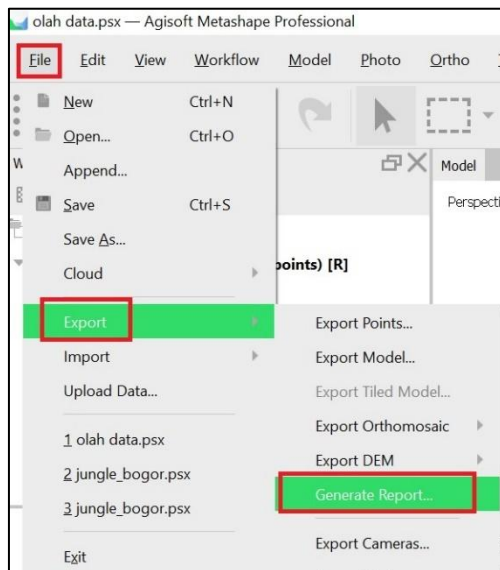 olah data.psx — Agisoft Metashape Professional
File Edit View Workflow Model Photo Ortho
New Ctrl+N
Open... Ctrl+O
Append...
Save Ctrl+S
Save As...
Cloud
Export
Import
Upload Data...
1 olah data.psx
2 jungle_bogor.psx
3 jungle_bogor.psx
Exit
Model
Perspecti
points) [R]
Export Points...
Export Model...
Export Tiled Model...
Export Orthomosaic
Export DEM
Generate Report...
Export Cameras...